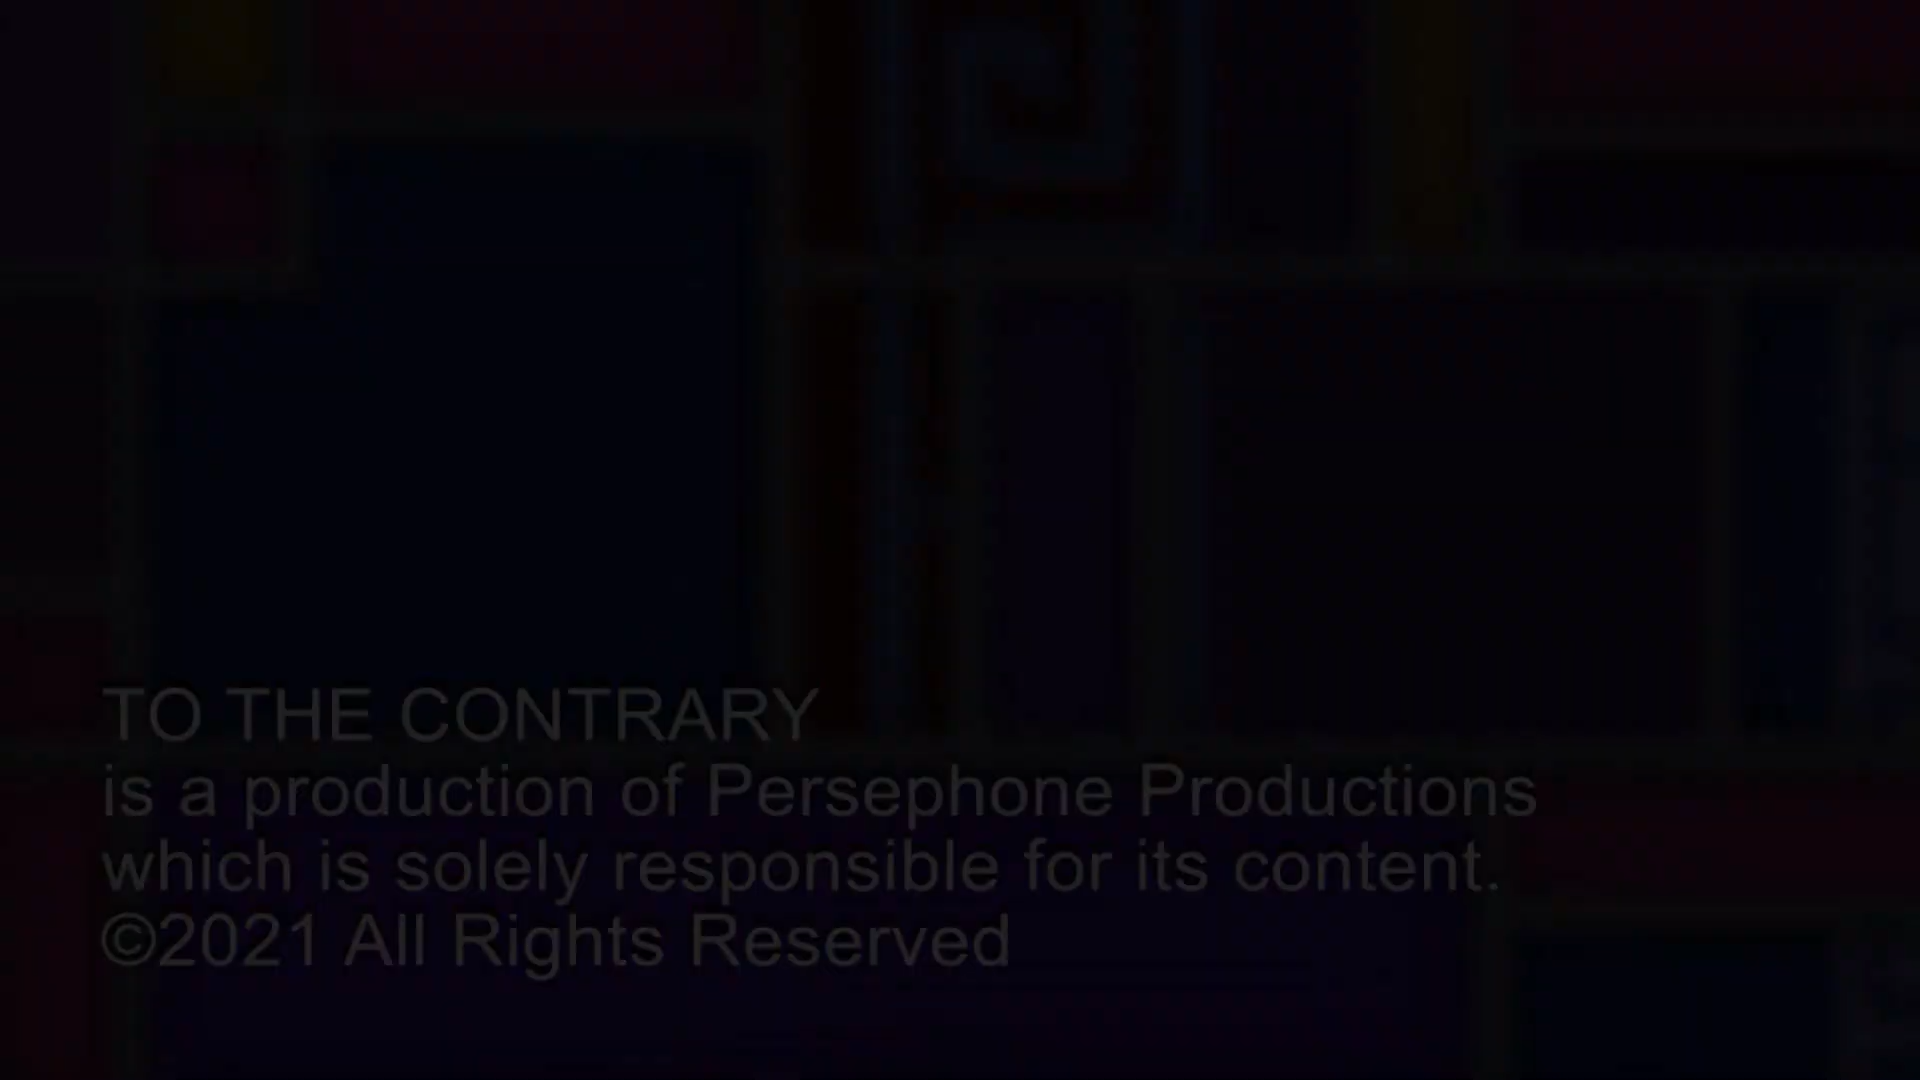 TO THE CONTRARY
is a production of Persephone Productions
which is solely responsible for its content.
©2021 All Rights Reserved